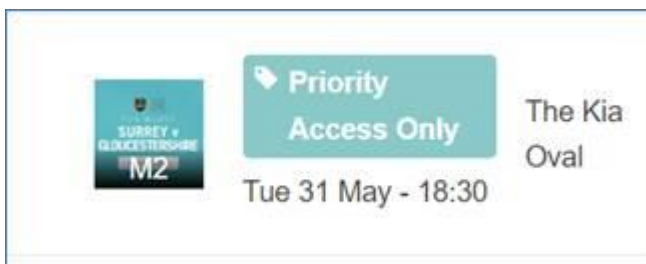 SURREY v
GLOUCESTERSHIRE
M2
Priority
Access Only
Tue 31 May - 18:30
The Kia
Oval